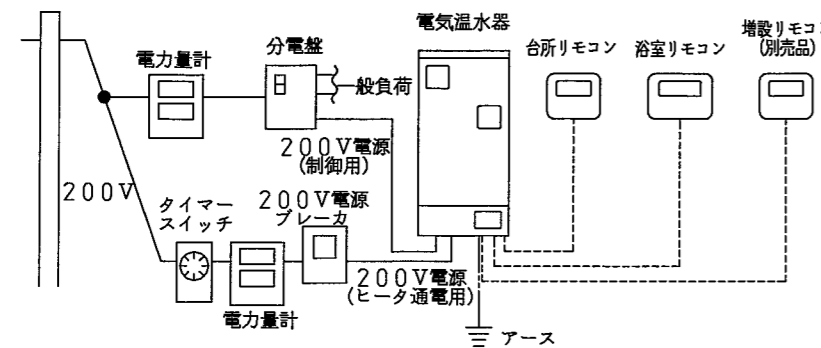 電気温水器
台所リモコン
浴室リモコン
増設リモコ
(別売品)
電力量計
分電盤
一般負荷
200V電源
(制御用)
200V
タイマー
スイッチ
200V電源
ブレーカ
200V電源
(ヒータ通電用)
電力量計
アース